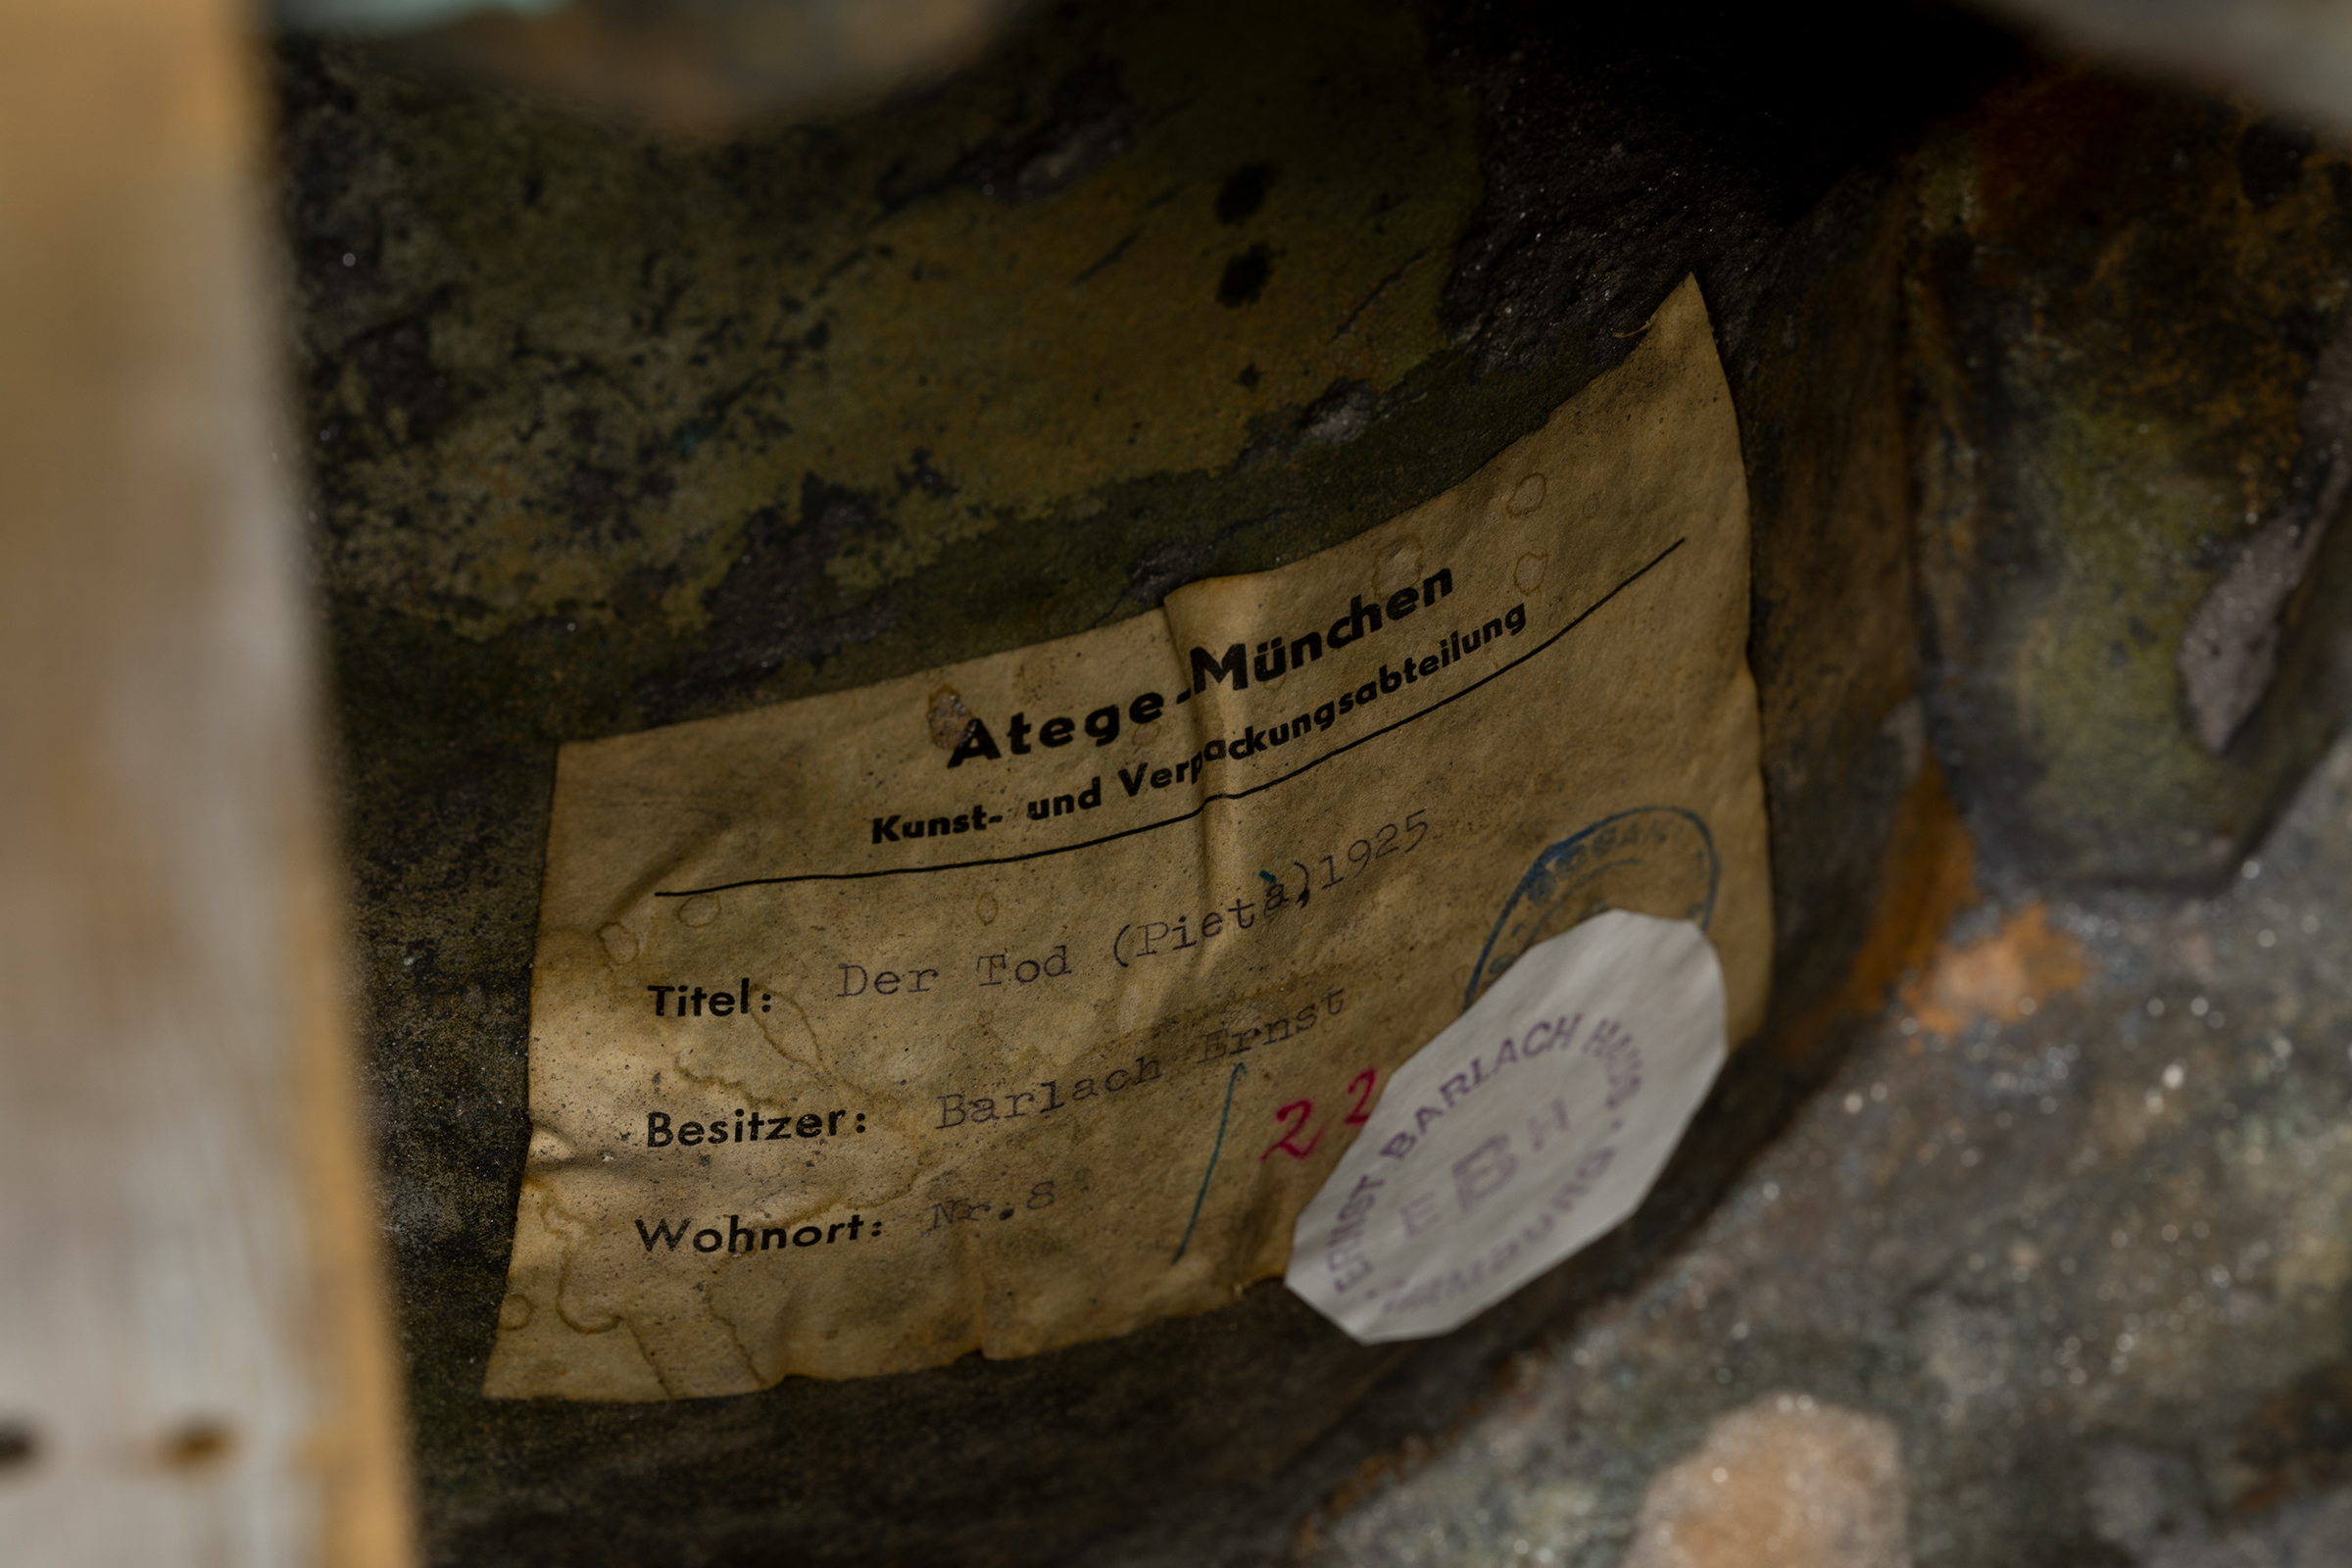 Atege-München
Kunst- und Verpackungsabteilung
Titel: Der Tod (Pietà) 1925
Besitzer: Barlach Ernst
Wohnort: Nr.8
22
ERNST BARLACH HAUS · HAMBURG ·
EBH